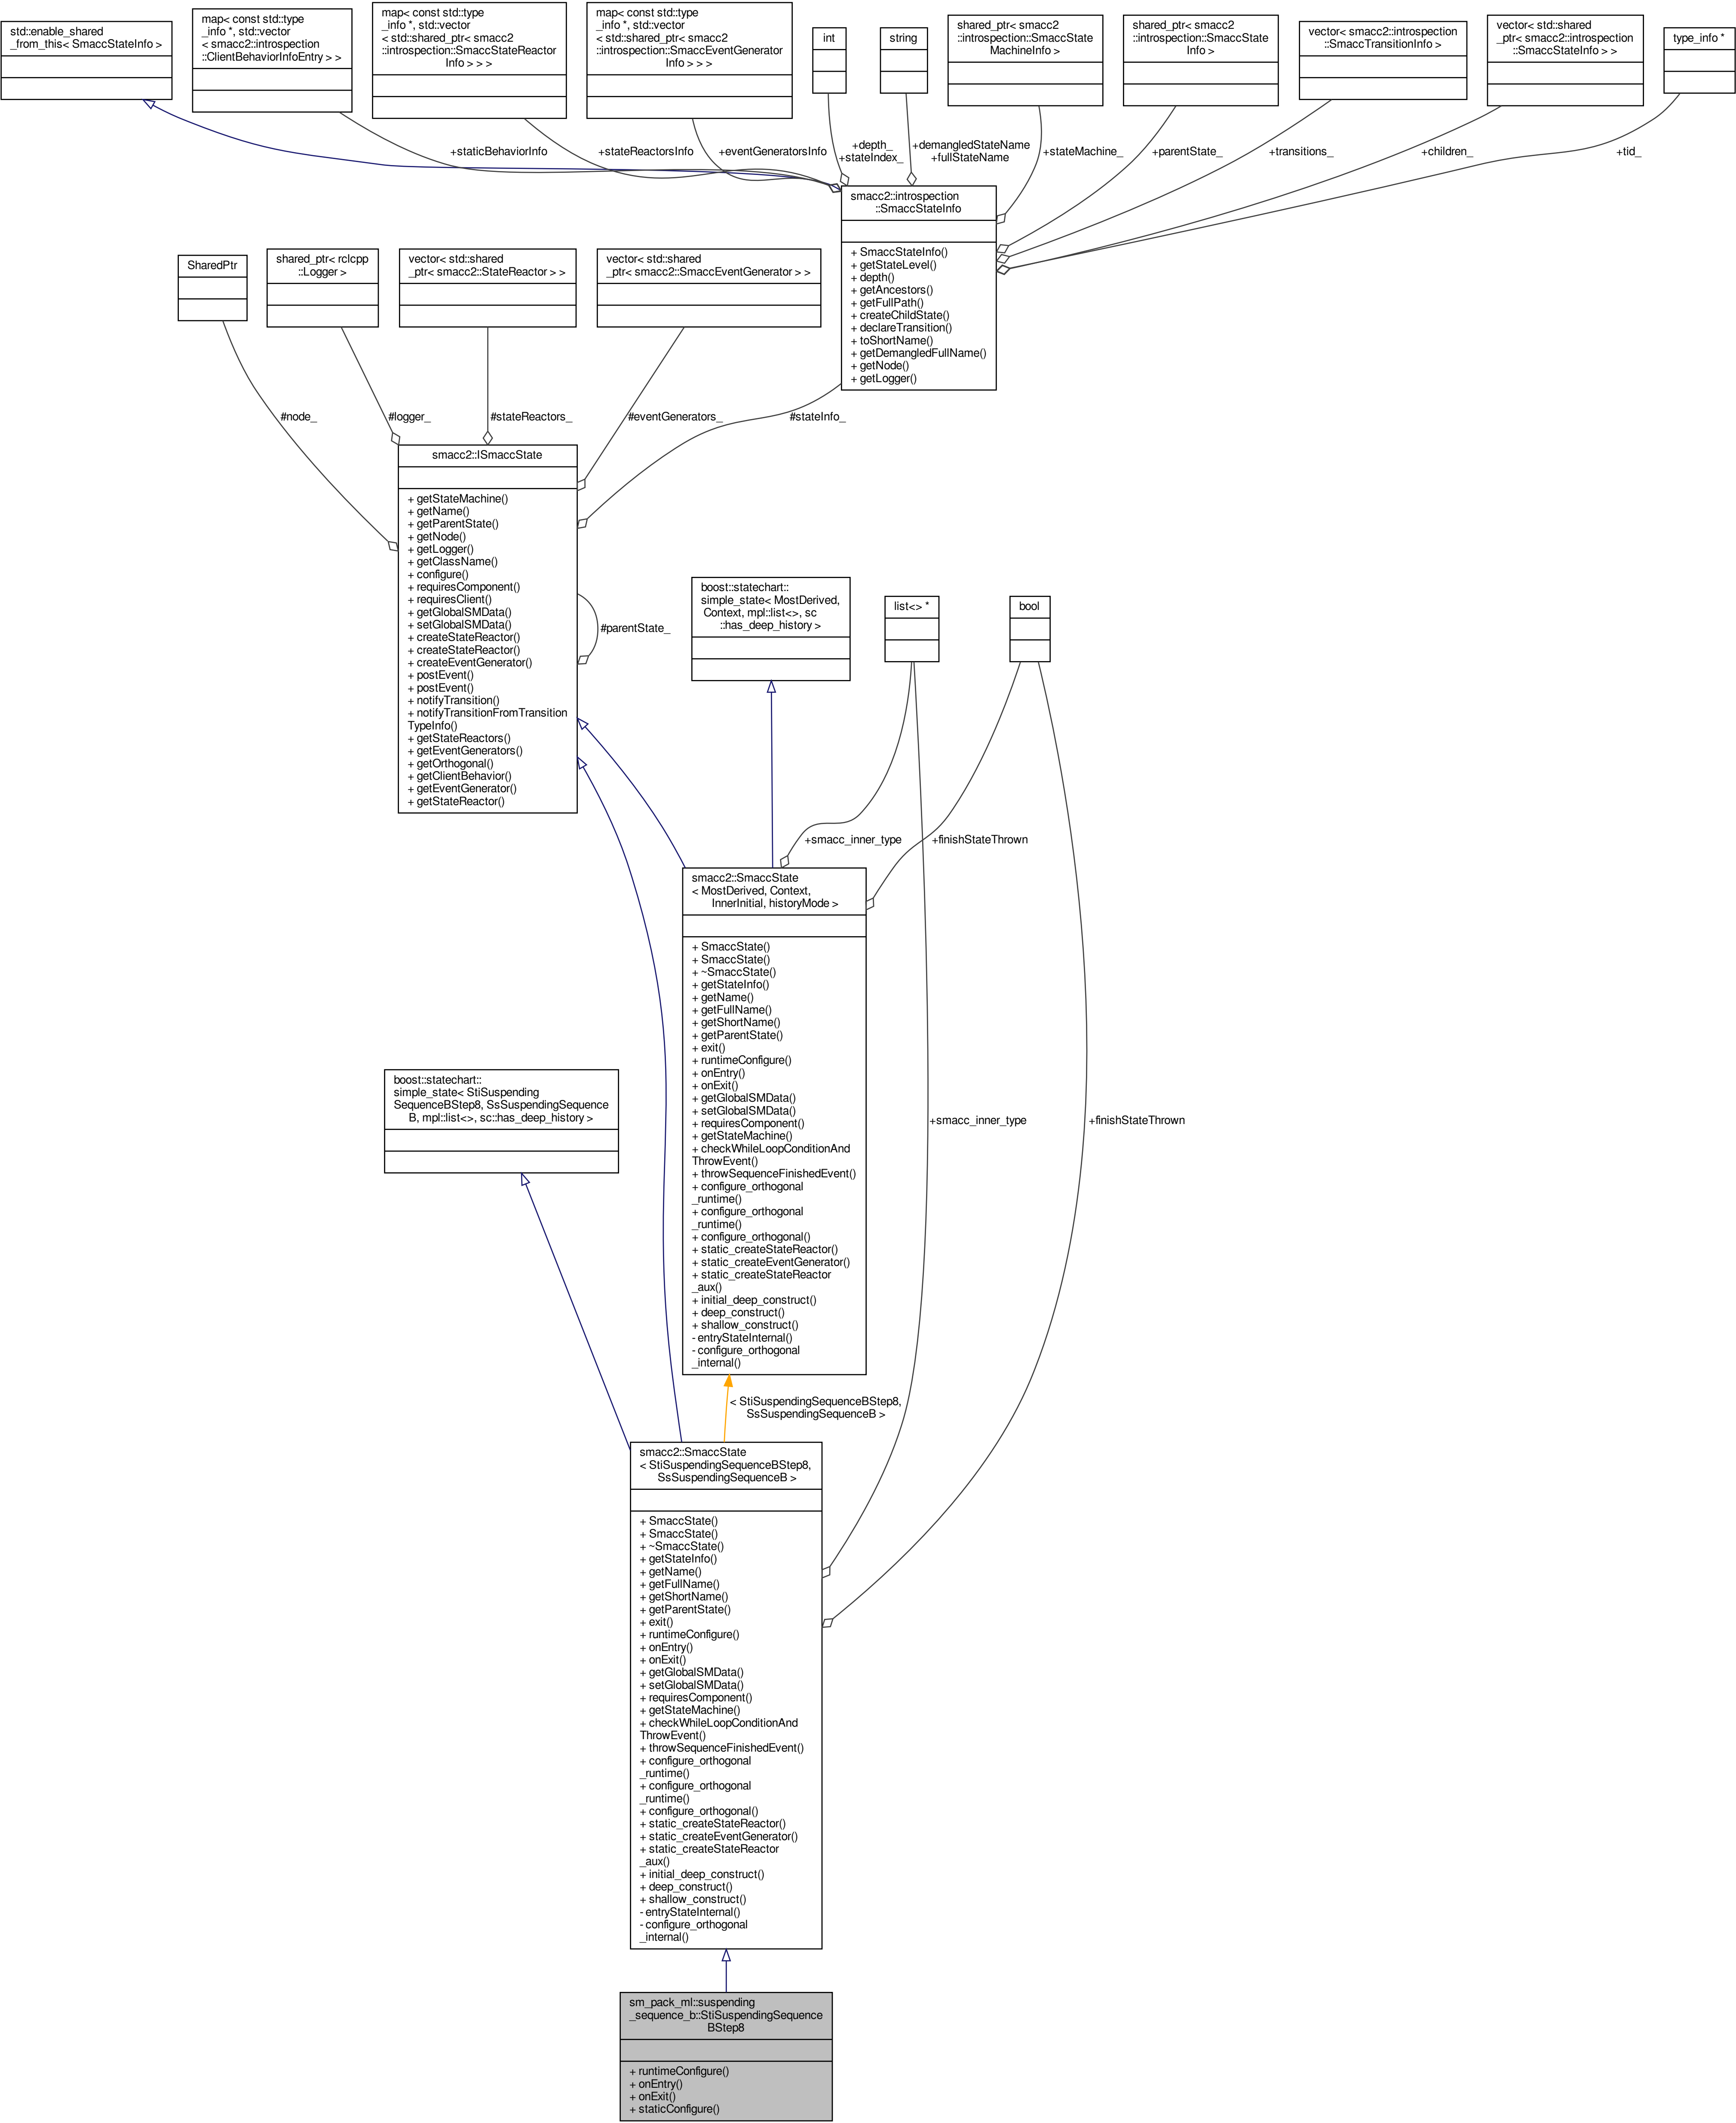 std::enable_shared
_from_this< SmaccStateInfo >
map< const std::type
_info *, std::vector
< smacc2::introspection
::ClientBehaviorInfoEntry > >
map< const std::type
_info *, std::vector
< std::shared_ptr< smacc2
::introspection::SmaccStateReactor
Info > > >
map< const std::type
_info *, std::vector
< std::shared_ptr< smacc2
::introspection::SmaccEventGenerator
Info > > >
int
string
shared_ptr< smacc2
::introspection::SmaccState
MachineInfo >
shared_ptr< smacc2
::introspection::SmaccState
Info >
vector< smacc2::introspection
::SmaccTransitionInfo >
vector< std::shared
_ptr< smacc2::introspection
::SmaccStateInfo > >
type_info *
+staticBehaviorInfo
+stateReactorsInfo
+eventGeneratorsInfo
+depth_
+stateIndex_
+demangledStateName
+fullStateName
+stateMachine_
+parentState_
+transitions_
+children_
+tid_
smacc2::introspection
::SmaccStateInfo
+ SmaccStateInfo()
+ getStateLevel()
+ depth()
+ getAncestors()
+ getFullPath()
+ createChildState()
+ declareTransition()
+ toShortName()
+ getDemangledFullName()
+ getNode()
+ getLogger()
SharedPtr
shared_ptr< rclcpp
::Logger >
vector< std::shared
_ptr< smacc2::StateReactor > >
vector< std::shared
_ptr< smacc2::SmaccEventGenerator > >
#node_
#logger_
#stateReactors_
#eventGenerators_
#stateInfo_
smacc2::ISmaccState
+ getStateMachine()
+ getName()
+ getParentState()
+ getNode()
+ getLogger()
+ getClassName()
+ configure()
+ requiresComponent()
+ requiresClient()
+ getGlobalSMData()
+ setGlobalSMData()
+ createStateReactor()
+ createStateReactor()
+ createEventGenerator()
+ postEvent()
+ postEvent()
+ notifyTransition()
+ notifyTransitionFromTransition
TypeInfo()
+ getStateReactors()
+ getEventGenerators()
+ getOrthogonal()
+ getClientBehavior()
+ getEventGenerator()
+ getStateReactor()
#parentState_
boost::statechart::
simple_state< MostDerived,
Context, mpl::list<>, sc
::has_deep_history >
list<> *
bool
+smacc_inner_type
+finishStateThrown
smacc2::SmaccState
< MostDerived, Context,
InnerInitial, historyMode >
+ SmaccState()
+ SmaccState()
+ ~SmaccState()
+ getStateInfo()
+ getName()
+ getFullName()
+ getShortName()
+ getParentState()
+ exit()
+ runtimeConfigure()
+ onEntry()
+ onExit()
+ getGlobalSMData()
+ setGlobalSMData()
+ requiresComponent()
+ getStateMachine()
+ checkWhileLoopConditionAnd
ThrowEvent()
+ throwSequenceFinishedEvent()
+ configure_orthogonal
_runtime()
+ configure_orthogonal
_runtime()
+ configure_orthogonal()
+ static_createStateReactor()
+ static_createEventGenerator()
+ static_createStateReactor
_aux()
+ initial_deep_construct()
+ deep_construct()
+ shallow_construct()
- entryStateInternal()
- configure_orthogonal
_internal()
boost::statechart::
simple_state< StiSuspending
SequenceBStep8, SsSuspendingSequence
B, mpl::list<>, sc::has_deep_history >
+smacc_inner_type
+finishStateThrown
< StiSuspendingSequenceBStep8,
SsSuspendingSequenceB >
smacc2::SmaccState
< StiSuspendingSequenceBStep8,
SsSuspendingSequenceB >
+ SmaccState()
+ SmaccState()
+ ~SmaccState()
+ getStateInfo()
+ getName()
+ getFullName()
+ getShortName()
+ getParentState()
+ exit()
+ runtimeConfigure()
+ onEntry()
+ onExit()
+ getGlobalSMData()
+ setGlobalSMData()
+ requiresComponent()
+ getStateMachine()
+ checkWhileLoopConditionAnd
ThrowEvent()
+ throwSequenceFinishedEvent()
+ configure_orthogonal
_runtime()
+ configure_orthogonal
_runtime()
+ configure_orthogonal()
+ static_createStateReactor()
+ static_createEventGenerator()
+ static_createStateReactor
_aux()
+ initial_deep_construct()
+ deep_construct()
+ shallow_construct()
- entryStateInternal()
- configure_orthogonal
_internal()
sm_pack_ml::suspending
_sequence_b::StiSuspendingSequence
BStep8
+ runtimeConfigure()
+ onEntry()
+ onExit()
+ staticConfigure()